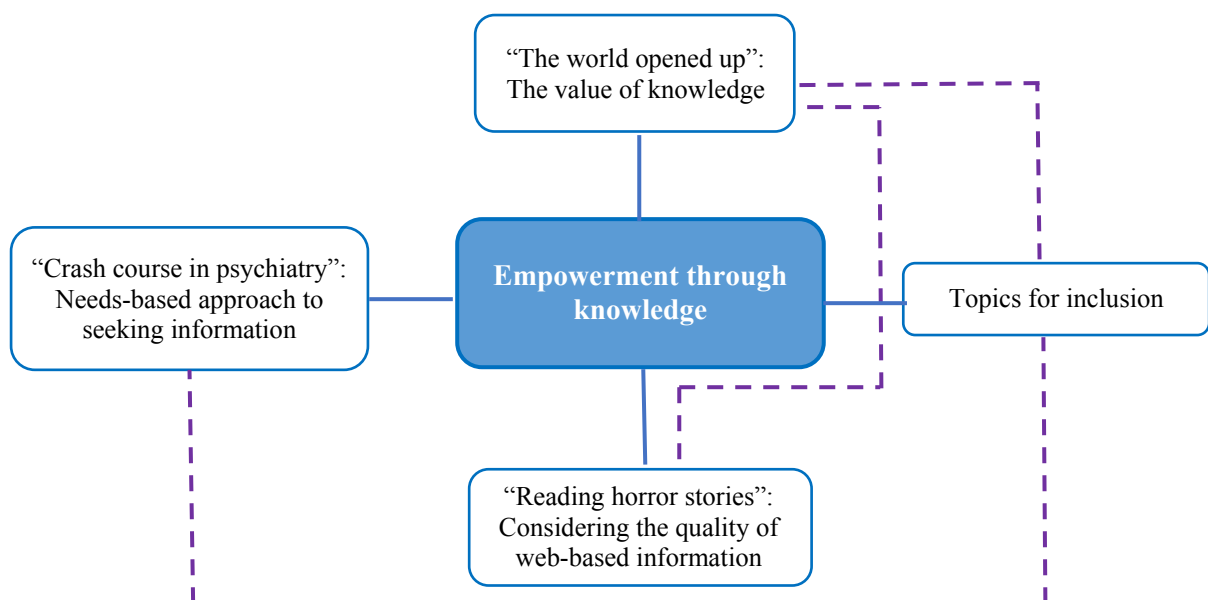 “The world opened up”:
The value of knowledge
“Crash course in psychiatry”:
Needs-based approach to
seeking information
Empowerment through
knowledge
Topics for inclusion
“Reading horror stories”:
Considering the quality of
web-based information